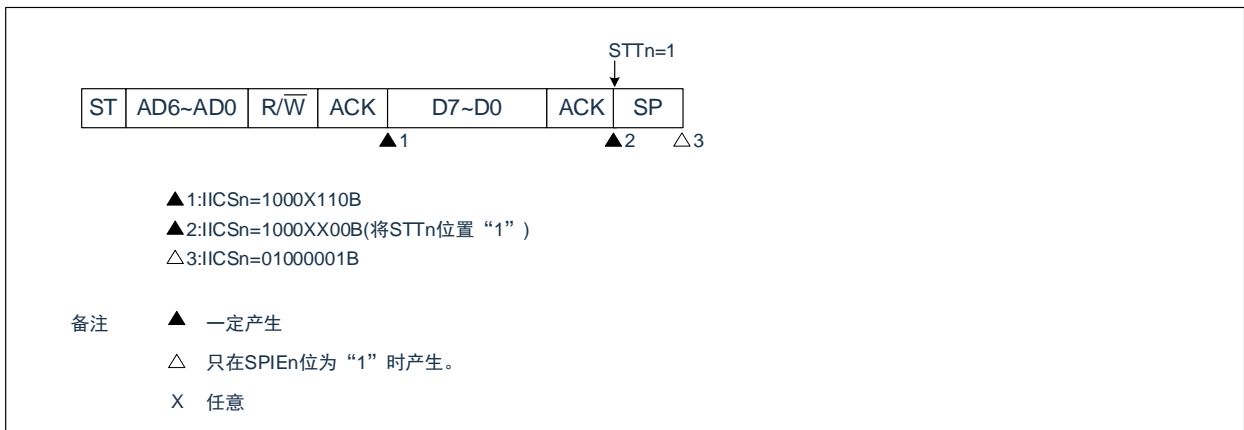 STTn=1
ST AD6~AD0 R/W̅ ACK D7~D0 ACK SP
▲1 ▲2 △3
▲1:IICSn=1000X110B
▲2:IICSn=1000XX00B(将STTn位置“1”)
△3:IICSn=01000001B
备注 ▲ 一定产生
△ 只在SPIEn位为“1”时产生。
X 任意